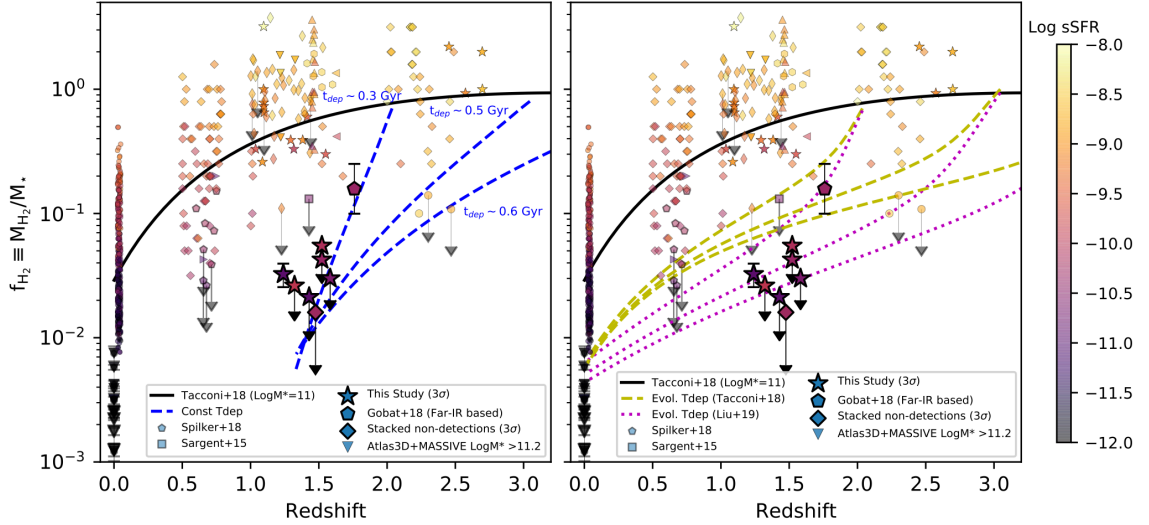 Log sSFR
t_dep ~ 0.3 Gyr
t_dep ~ 0.5 Gyr
t_dep ~ 0.6 Gyr
f_H₂ ≡ M_H₂/M⋆
10¹
10⁰
10⁻¹
10⁻²
10⁻³
Tacconi+18 (LogM*=11)
Const Tdep
Spilker+18
Sargent+15
This Study (3σ)
Gobat+18 (Far-IR based)
Stacked non-detections (3σ)
Atlas3D+MASSIVE LogM* >11.2
0.0 0.5 1.0 1.5 2.0 2.5 3.0
Redshift
Tacconi+18 (LogM*=11)
Evol. Tdep (Tacconi+18)
Evol. Tdep (Liu+19)
Spilker+18
Sargent+15
This Study (3σ)
Gobat+18 (Far-IR based)
Stacked non-detections (3σ)
Atlas3D+MASSIVE LogM* >11.2
0.0 0.5 1.0 1.5 2.0 2.5 3.0
Redshift
−8.0
−8.5
−9.0
−9.5
−10.0
−10.5
−11.0
−11.5
−12.0